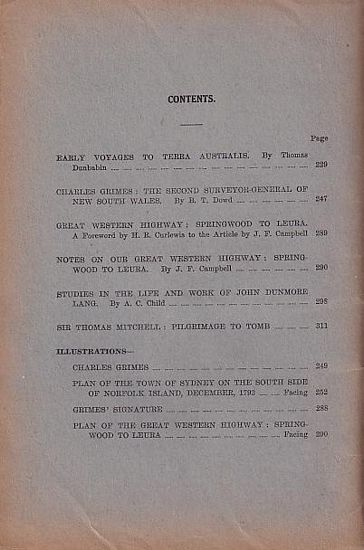 CONTENTS.
Page
EARLY VOYAGES TO TERRA AUSTRALIS. By Thomas
Dunbabin 229
CHARLES GRIMES : THE SECOND SURVEYOR-GENERAL OF
NEW SOUTH WALES. By B. T. Dowd 247
GREAT WESTERN HIGHWAY : SPRINGWOOD TO LEURA.
A Foreword by H. R. Curlewis to the Article by J. F. Campbell 289
NOTES ON OUR GREAT WESTERN HIGHWAY : SPRING-
WOOD TO LEURA. By J. F. Campbell 290
STUDIES IN THE LIFE AND WORK OF JOHN DUNMORE
LANG. By A. C. Child 298
SIR THOMAS MITCHELL : PILGRIMAGE TO TOMB 311
ILLUSTRATIONS—
CHARLES GRIMES 249
PLAN OF THE TOWN OF SYDNEY ON THE SOUTH SIDE
OF NORFOLK ISLAND, DECEMBER, 1793 Facing 252
GRIMES' SIGNATURE 288
PLAN OF THE GREAT WESTERN HIGHWAY : SPRING-
WOOD TO LEURA Facing 290